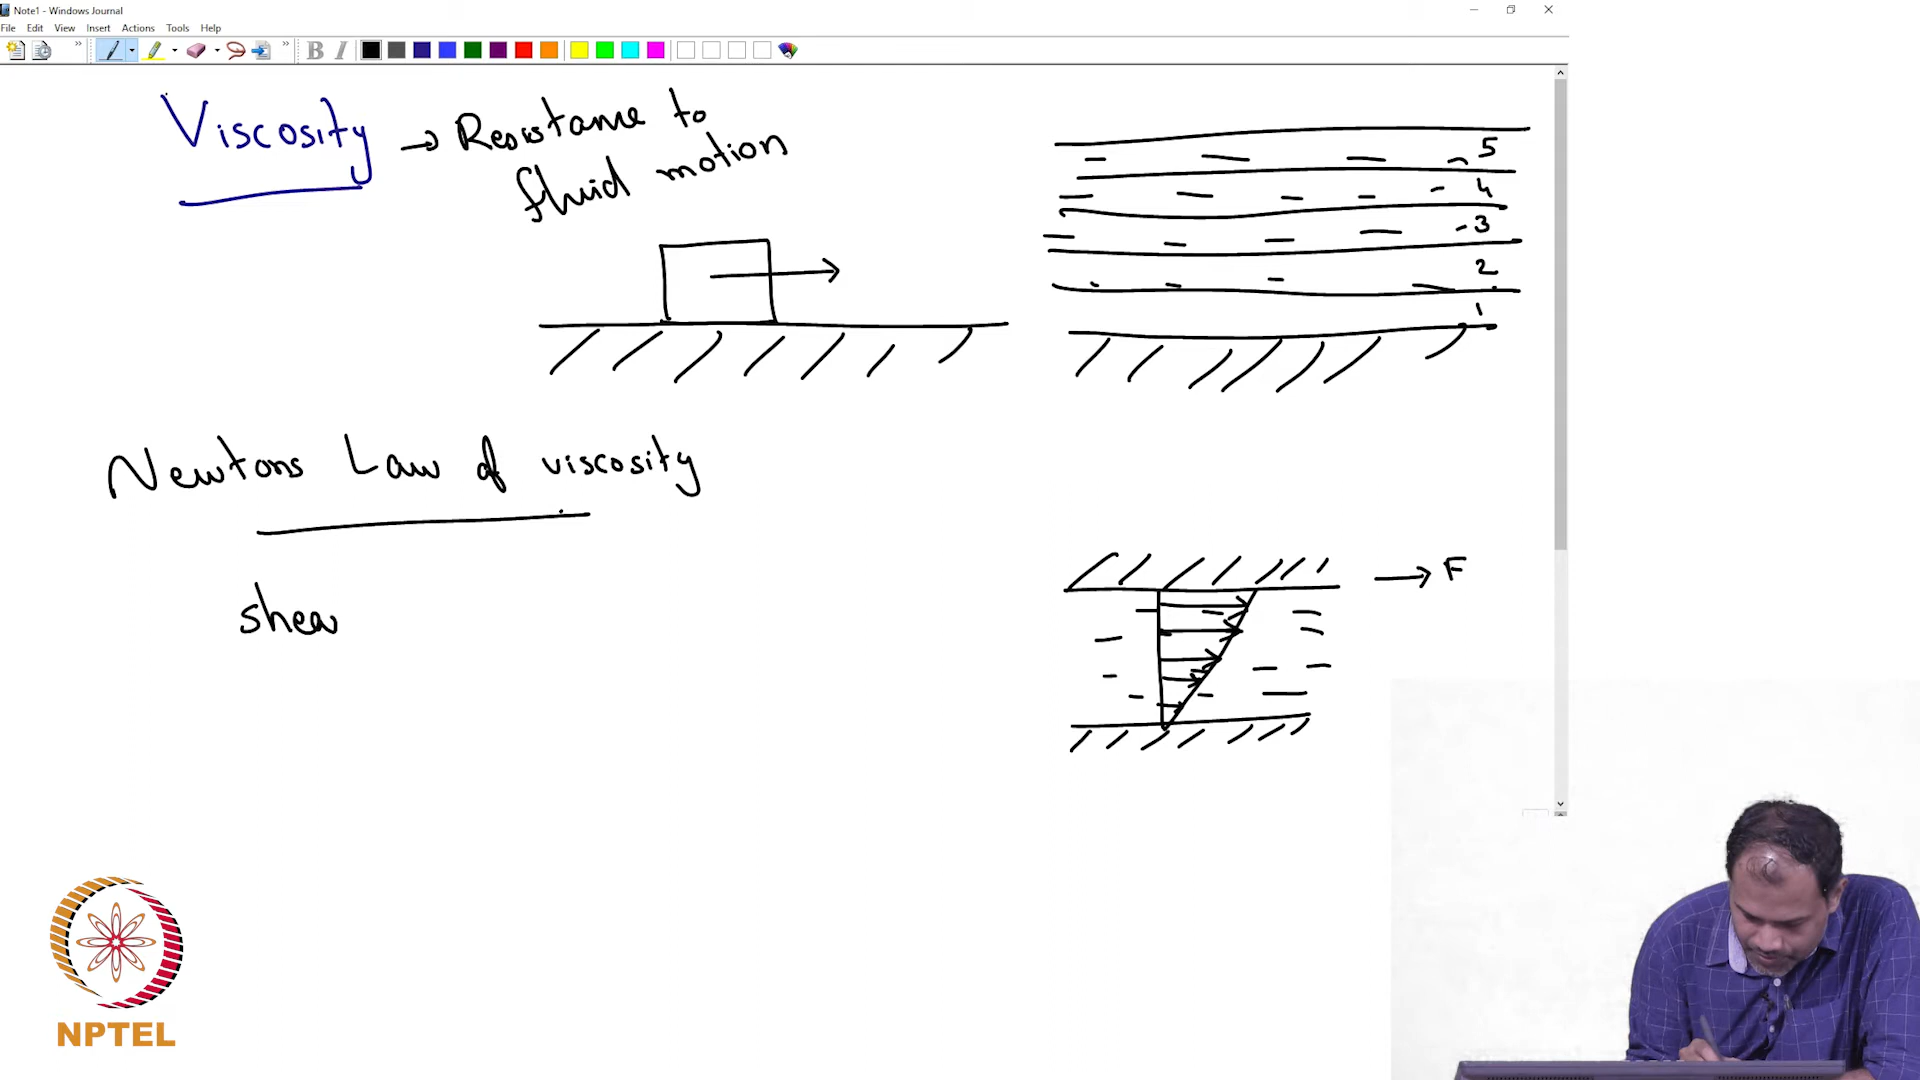 Note1 - Windows Journal
File Edit View Insert Actions Tools Help
B I
Viscosity → Resistance to
fluid motion
5
4
3
2
1
Newtons Law of viscosity
→ F
shear
NPTEL